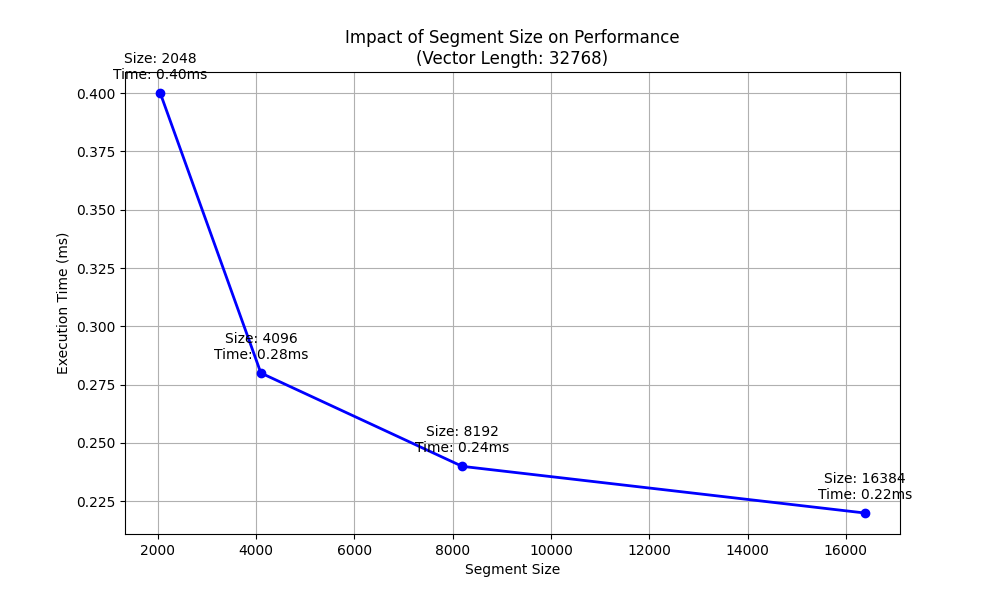 Impact of Segment Size on Performance
(Vector Length: 32768)
Size: 2048
Time: 0.40ms
0.400
0.375
0.350
0.325
0.300
0.275
0.250
0.225
Execution Time (ms)
Size: 4096
Time: 0.28ms
Size: 8192
Time: 0.24ms
Size: 16384
Time: 0.22ms
2000 4000 6000 8000 10000 12000 14000 16000
Segment Size